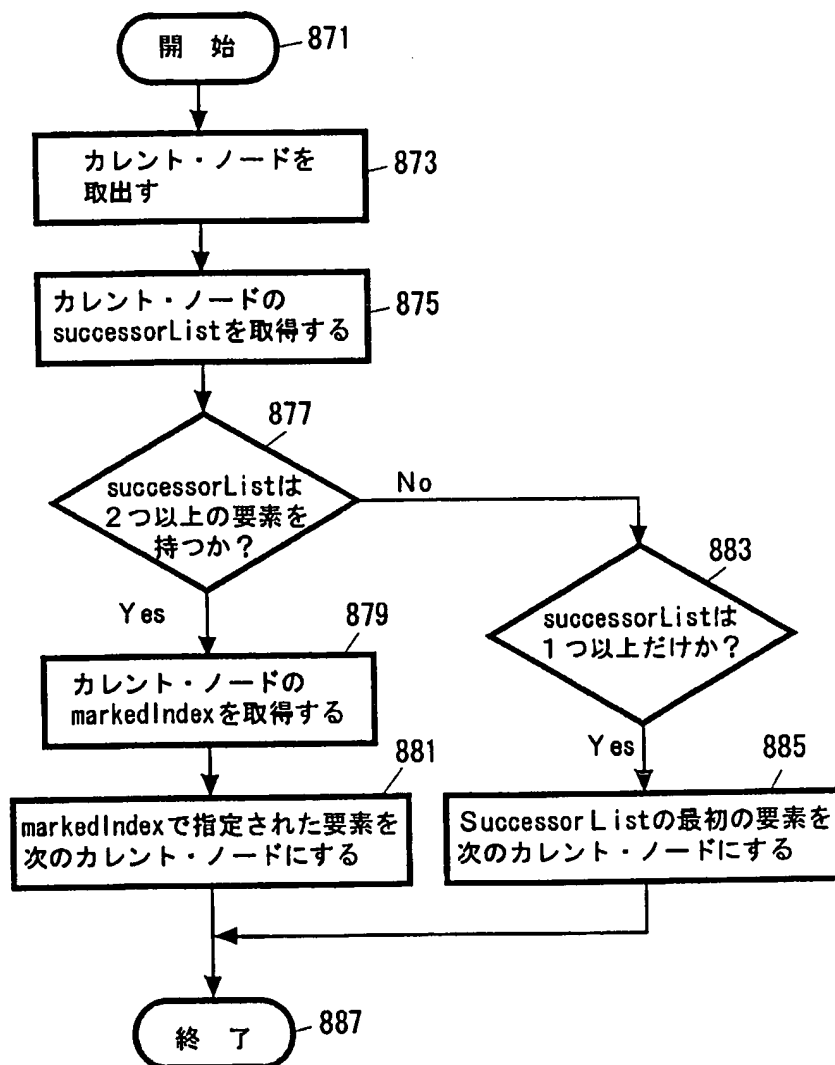 開 始
871
カレント・ノードを
取出す
873
カレント・ノードの
successorListを取得する
875
877
successorListは
2つ以上の要素を
持つか?
No
Yes
883
successorListは
1つ以上だけか?
879
カレント・ノードの
markedIndexを取得する
Yes
881
markedIndexで指定された要素を
次のカレント・ノードにする
885
SuccessorListの最初の要素を
次のカレント・ノードにする
終 了
887